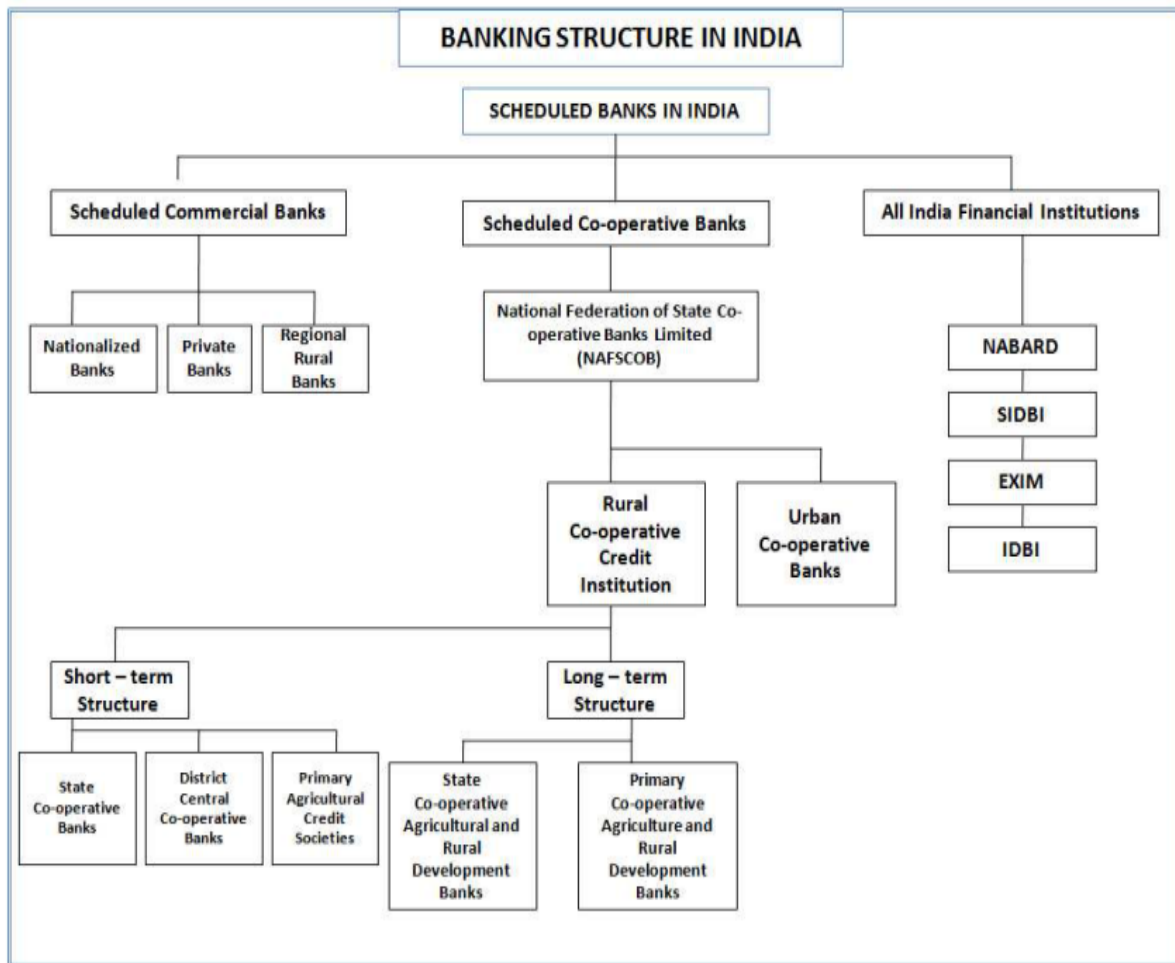 BANKING STRUCTURE IN INDIA
SCHEDULED BANKS IN INDIA
Scheduled Commercial Banks
Scheduled Co-operative Banks
All India Financial Institutions
Nationalized
Banks
Private
Banks
Regional
Rural
Banks
National Federation of State Co-
operative Banks Limited
(NAFSCOB)
NABARD
SIDBI
EXIM
IDBI
Rural
Co-operative
Credit
Institution
Urban
Co-operative
Banks
Short – term
Structure
Long – term
Structure
State
Co-operative
Banks
District
Central
Co-operative
Banks
Primary
Agricultural
Credit
Societies
State
Co-operative
Agricultural and
Rural
Development
Banks
Primary
Co-operative
Agriculture and
Rural
Development
Banks